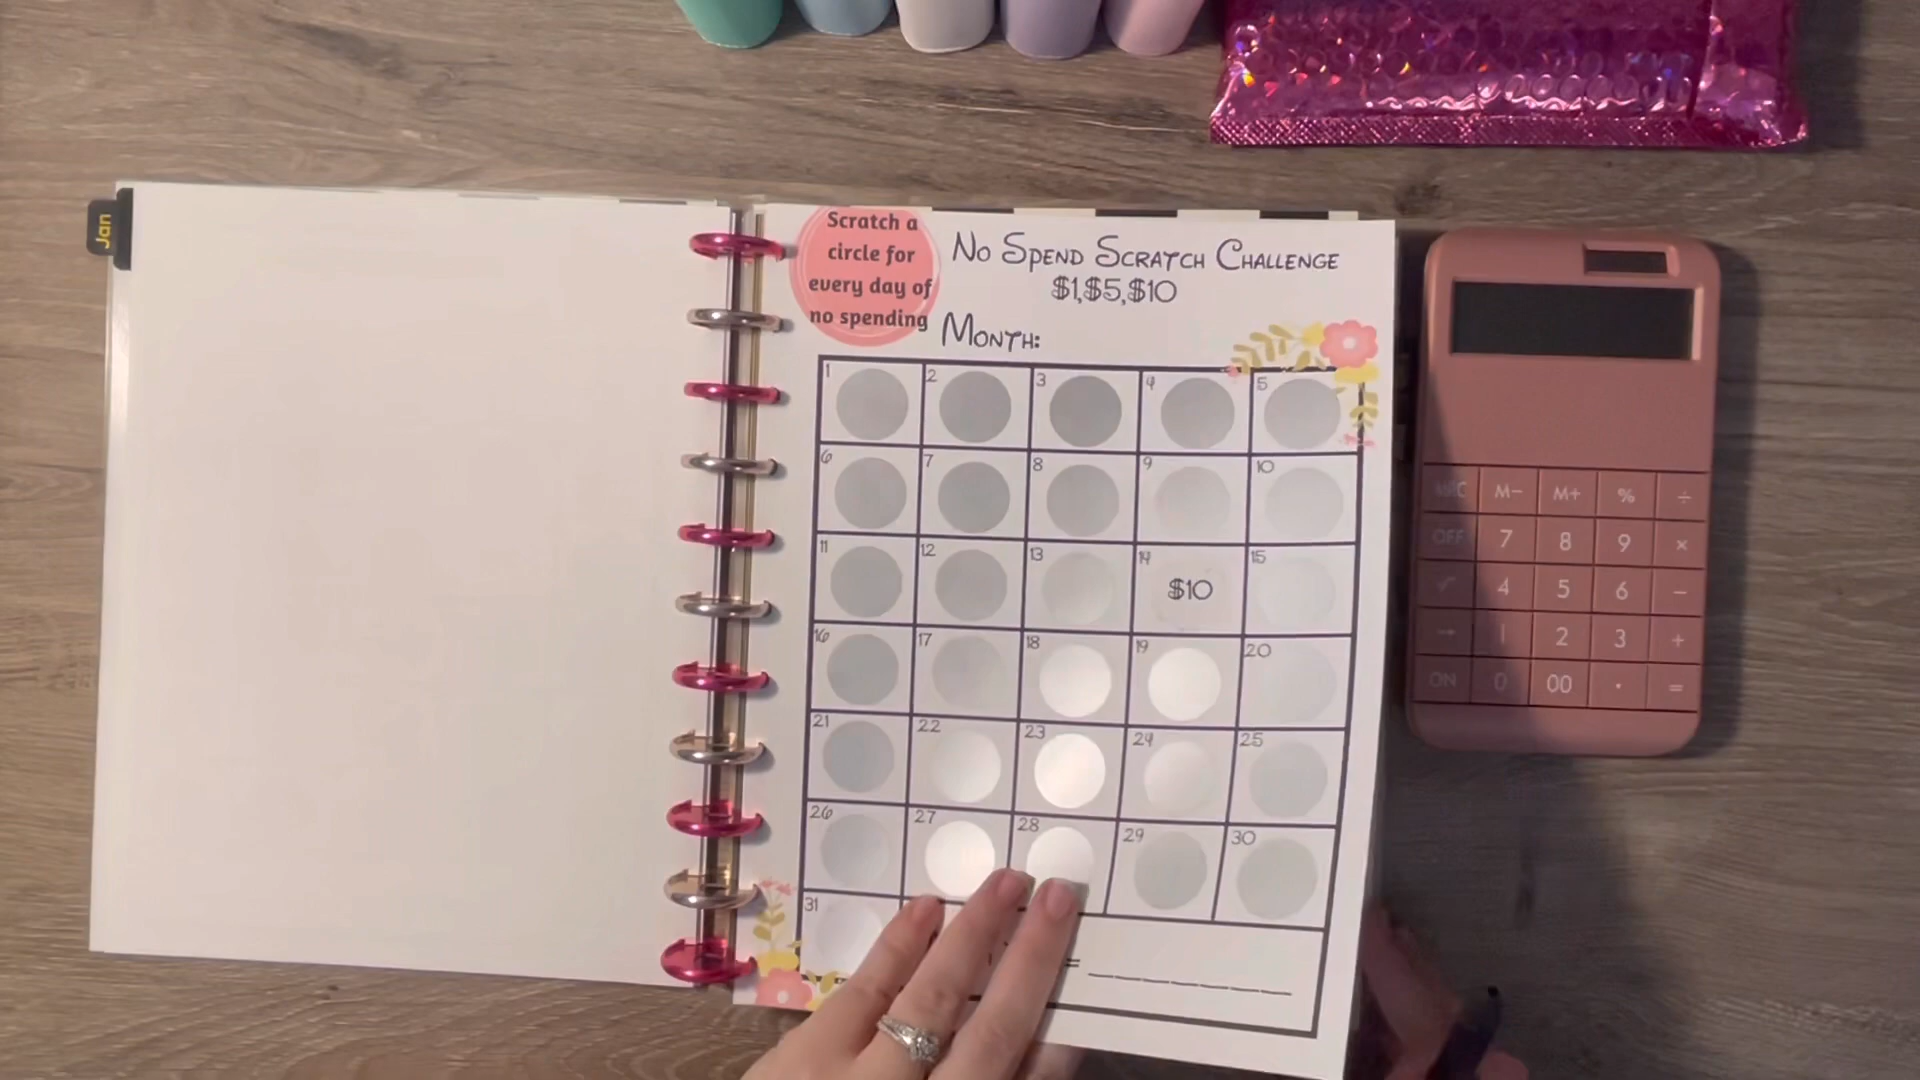 Jan
Scratch a
circle for
every day of
no spending
No Spend Scratch Challenge
$1,$5,$10
Month:
1 2 3 4 5
6 7 8 9 10
11 12 13 14 15
$10
16 17 18 19 20
21 22 23 24 25
26 27 28 29 30
31
=
M- M+ % ÷
OFF 7 8 9 ×
√ 4 5 6 −
→ 1 2 3 +
ON 0 00 . =